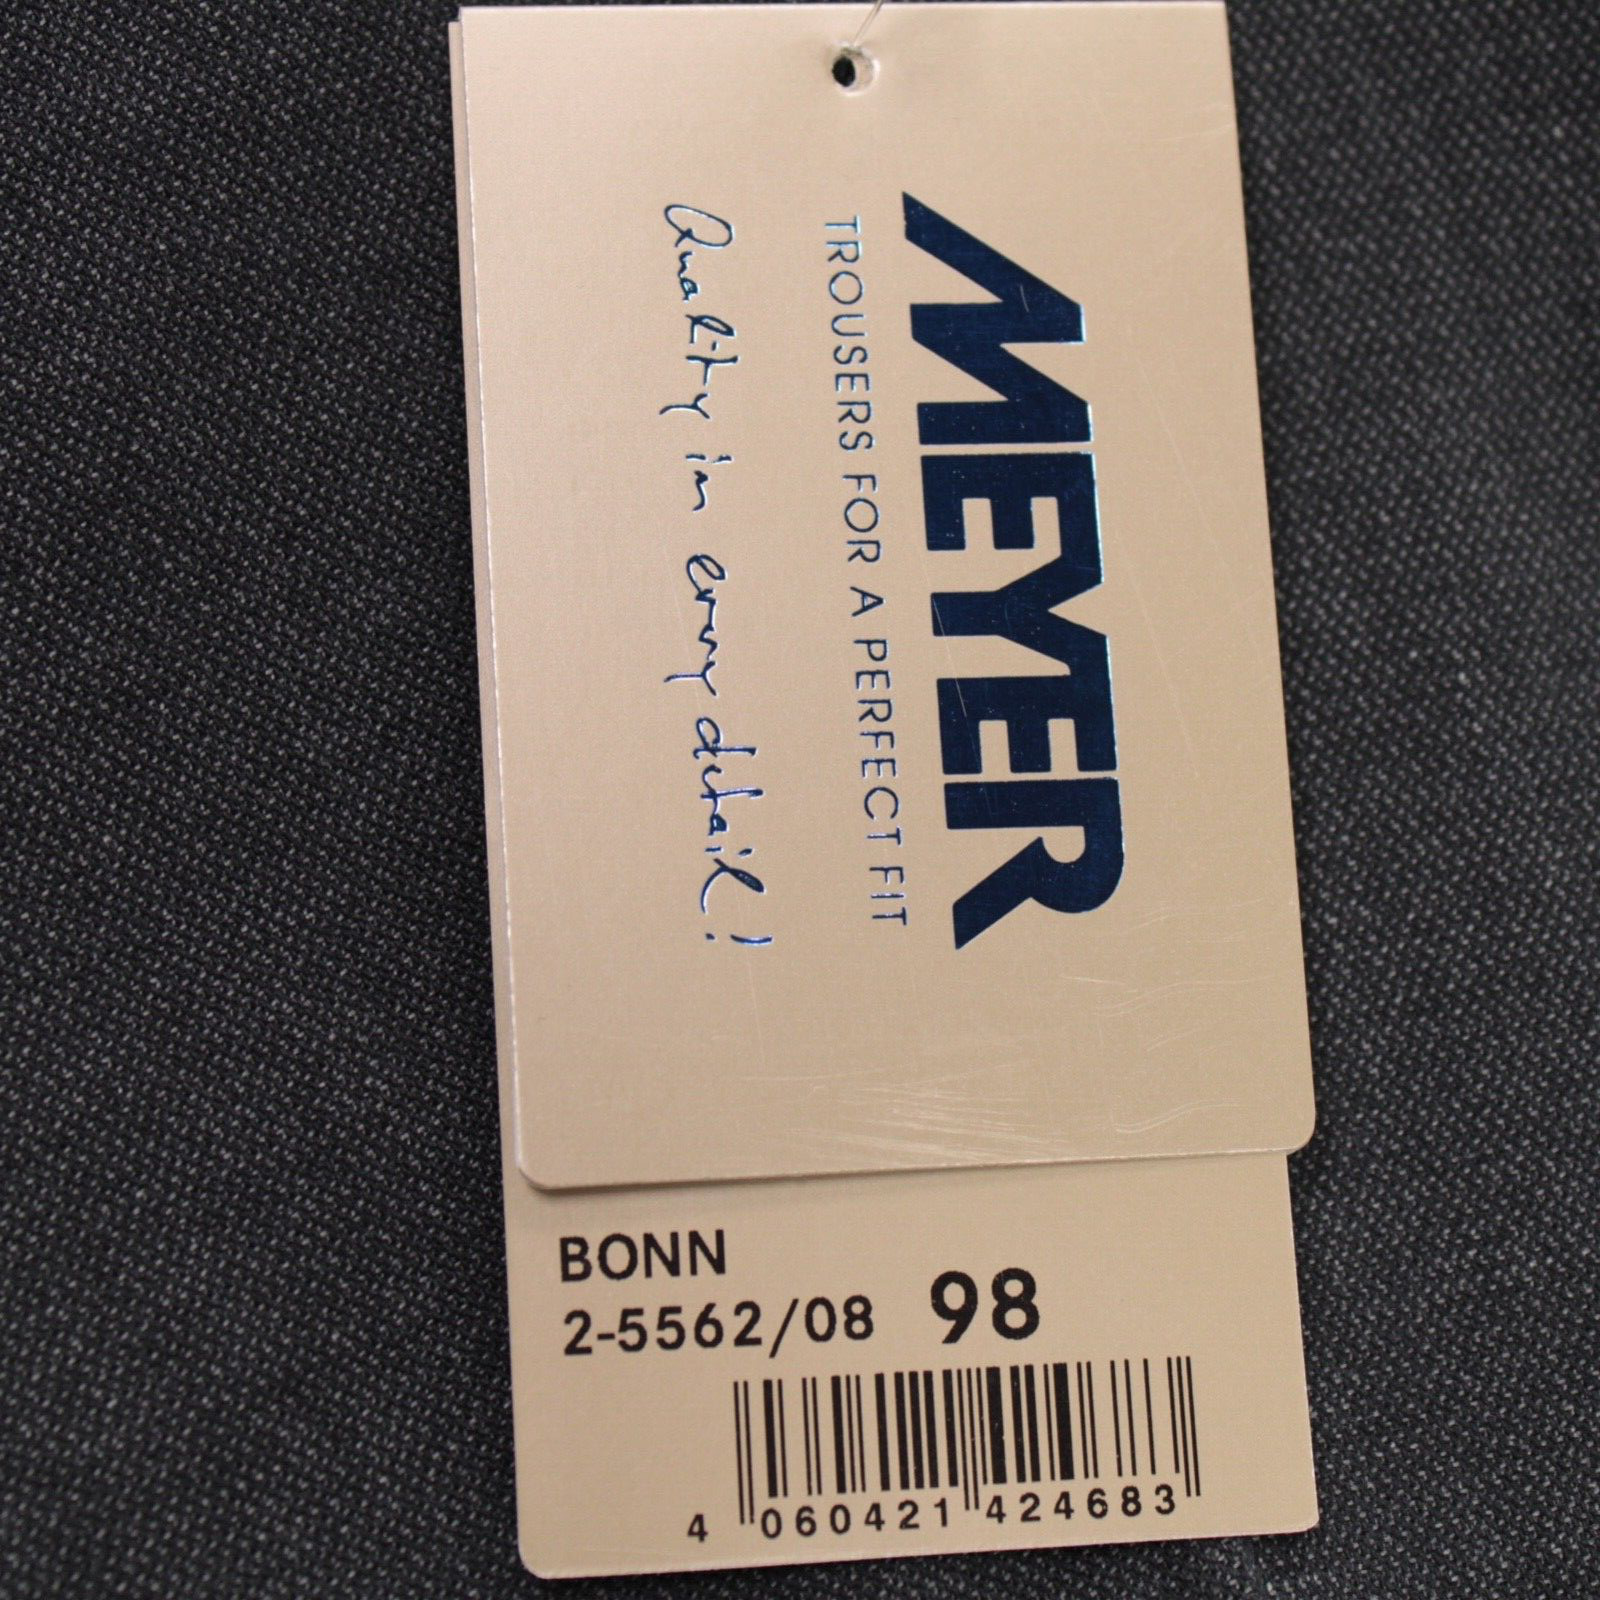 MEYER
TROUSERS FOR A PERFECT FIT
Quality in every detail!
BONN
2-5562/08 98
4 060421 424683